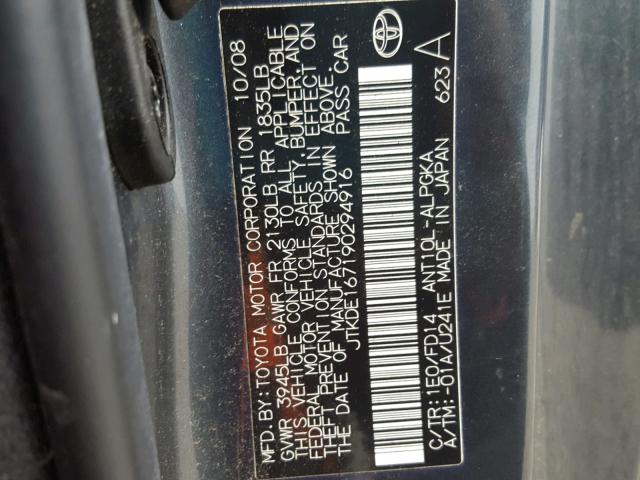 MFD BY: TOYOTA MOTOR CORPORATION 10/08
GVWR 3945LB GAWR FR 2130LB RR 1835LB
THIS VEHICLE CONFORMS TO ALL APPLICABLE
FEDERAL MOTOR VEHICLE SAFETY, BUMPER, AND
THEFT PREVENTION STANDARDS IN EFFECT ON
THE DATE OF MANUFACTURE SHOWN ABOVE.
JTKDE167190294916 PASS CAR
C/TR: 1E0/FD14 ANT10L-ALPGKA
A/TM: -01A/U241E MADE IN JAPAN 623 A